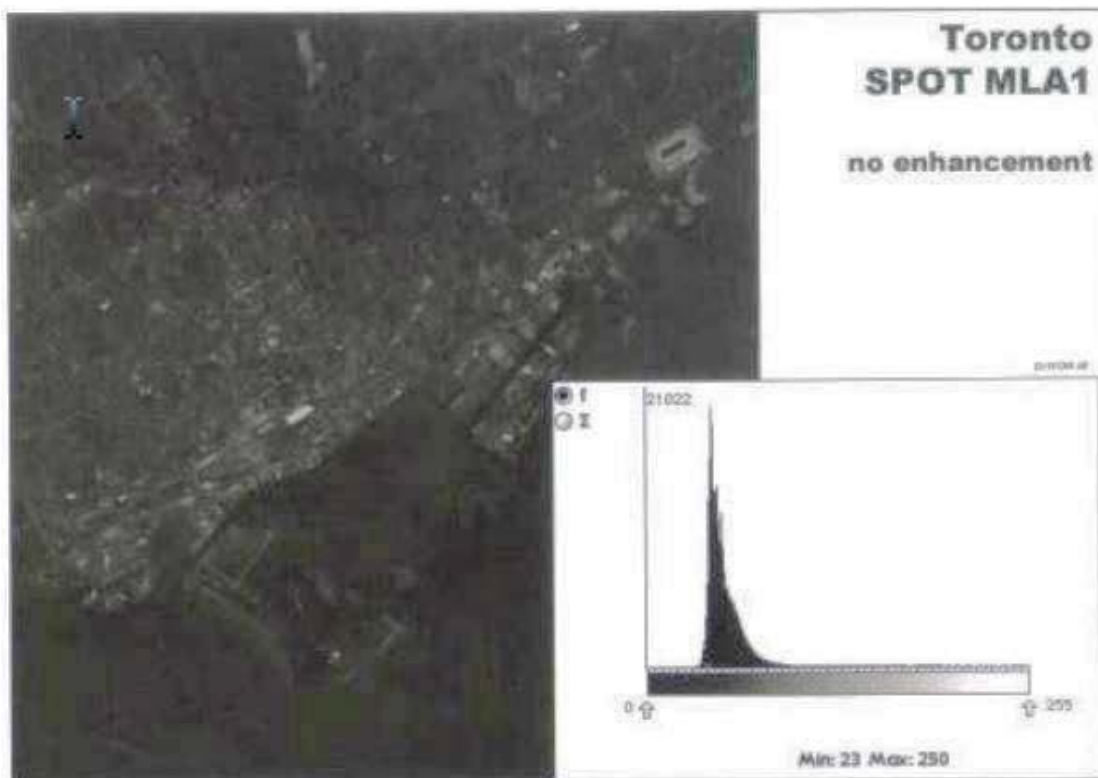 Toronto
SPOT MLA1
no enhancement
21022
0
255
Min: 23 Max: 250